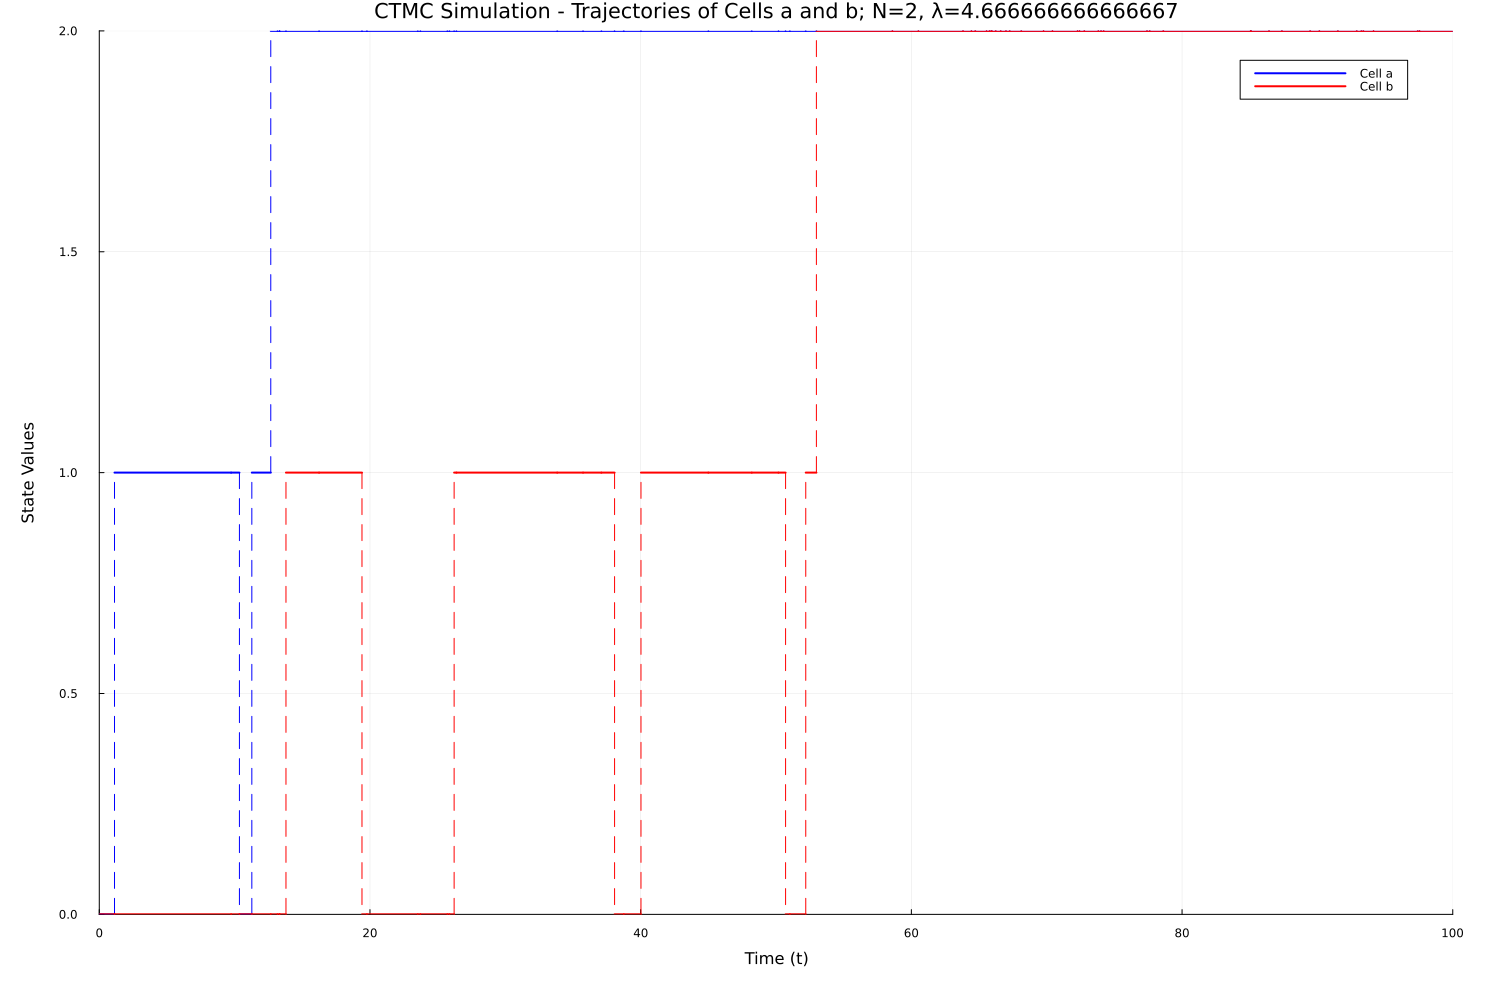 CTMC Simulation - Trajectories of Cells a and b; N=2, λ=4.666666666666667
2.0
Cell a
Cell b
1.5
State Values
1.0
0.5
0.0
0 20 40 60 80 100
Time (t)